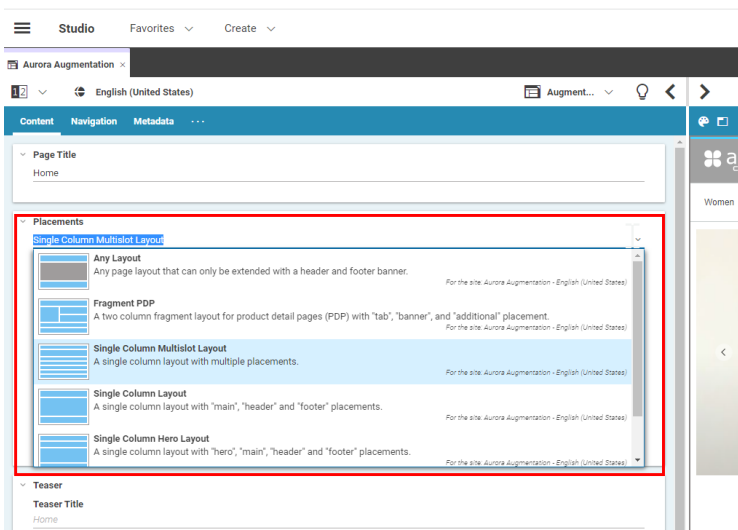 Studio Favorites Create
Aurora Augmentation ×
12 English (United States) Augment...
Content Navigation Metadata ...
Page Title
Home
Women
Placements
Single Column Multislot Layout
Any Layout
Any page layout that can only be extended with a header and footer banner.
For the site: Aurora Augmentation - English (United States)
Fragment PDP
A two column fragment layout for product detail pages (PDP) with "tab", "banner", and "additional" placement.
For the site: Aurora Augmentation - English (United States)
Single Column Multislot Layout
A single column layout with multiple placements.
For the site: Aurora Augmentation - English (United States)
Single Column Layout
A single column layout with "main", "header" and "footer" placements.
For the site: Aurora Augmentation - English (United States)
Single Column Hero Layout
A single column layout with "hero", "main", "header" and "footer" placements.
For the site: Aurora Augmentation - English (United States)
Teaser
Teaser Title
Home